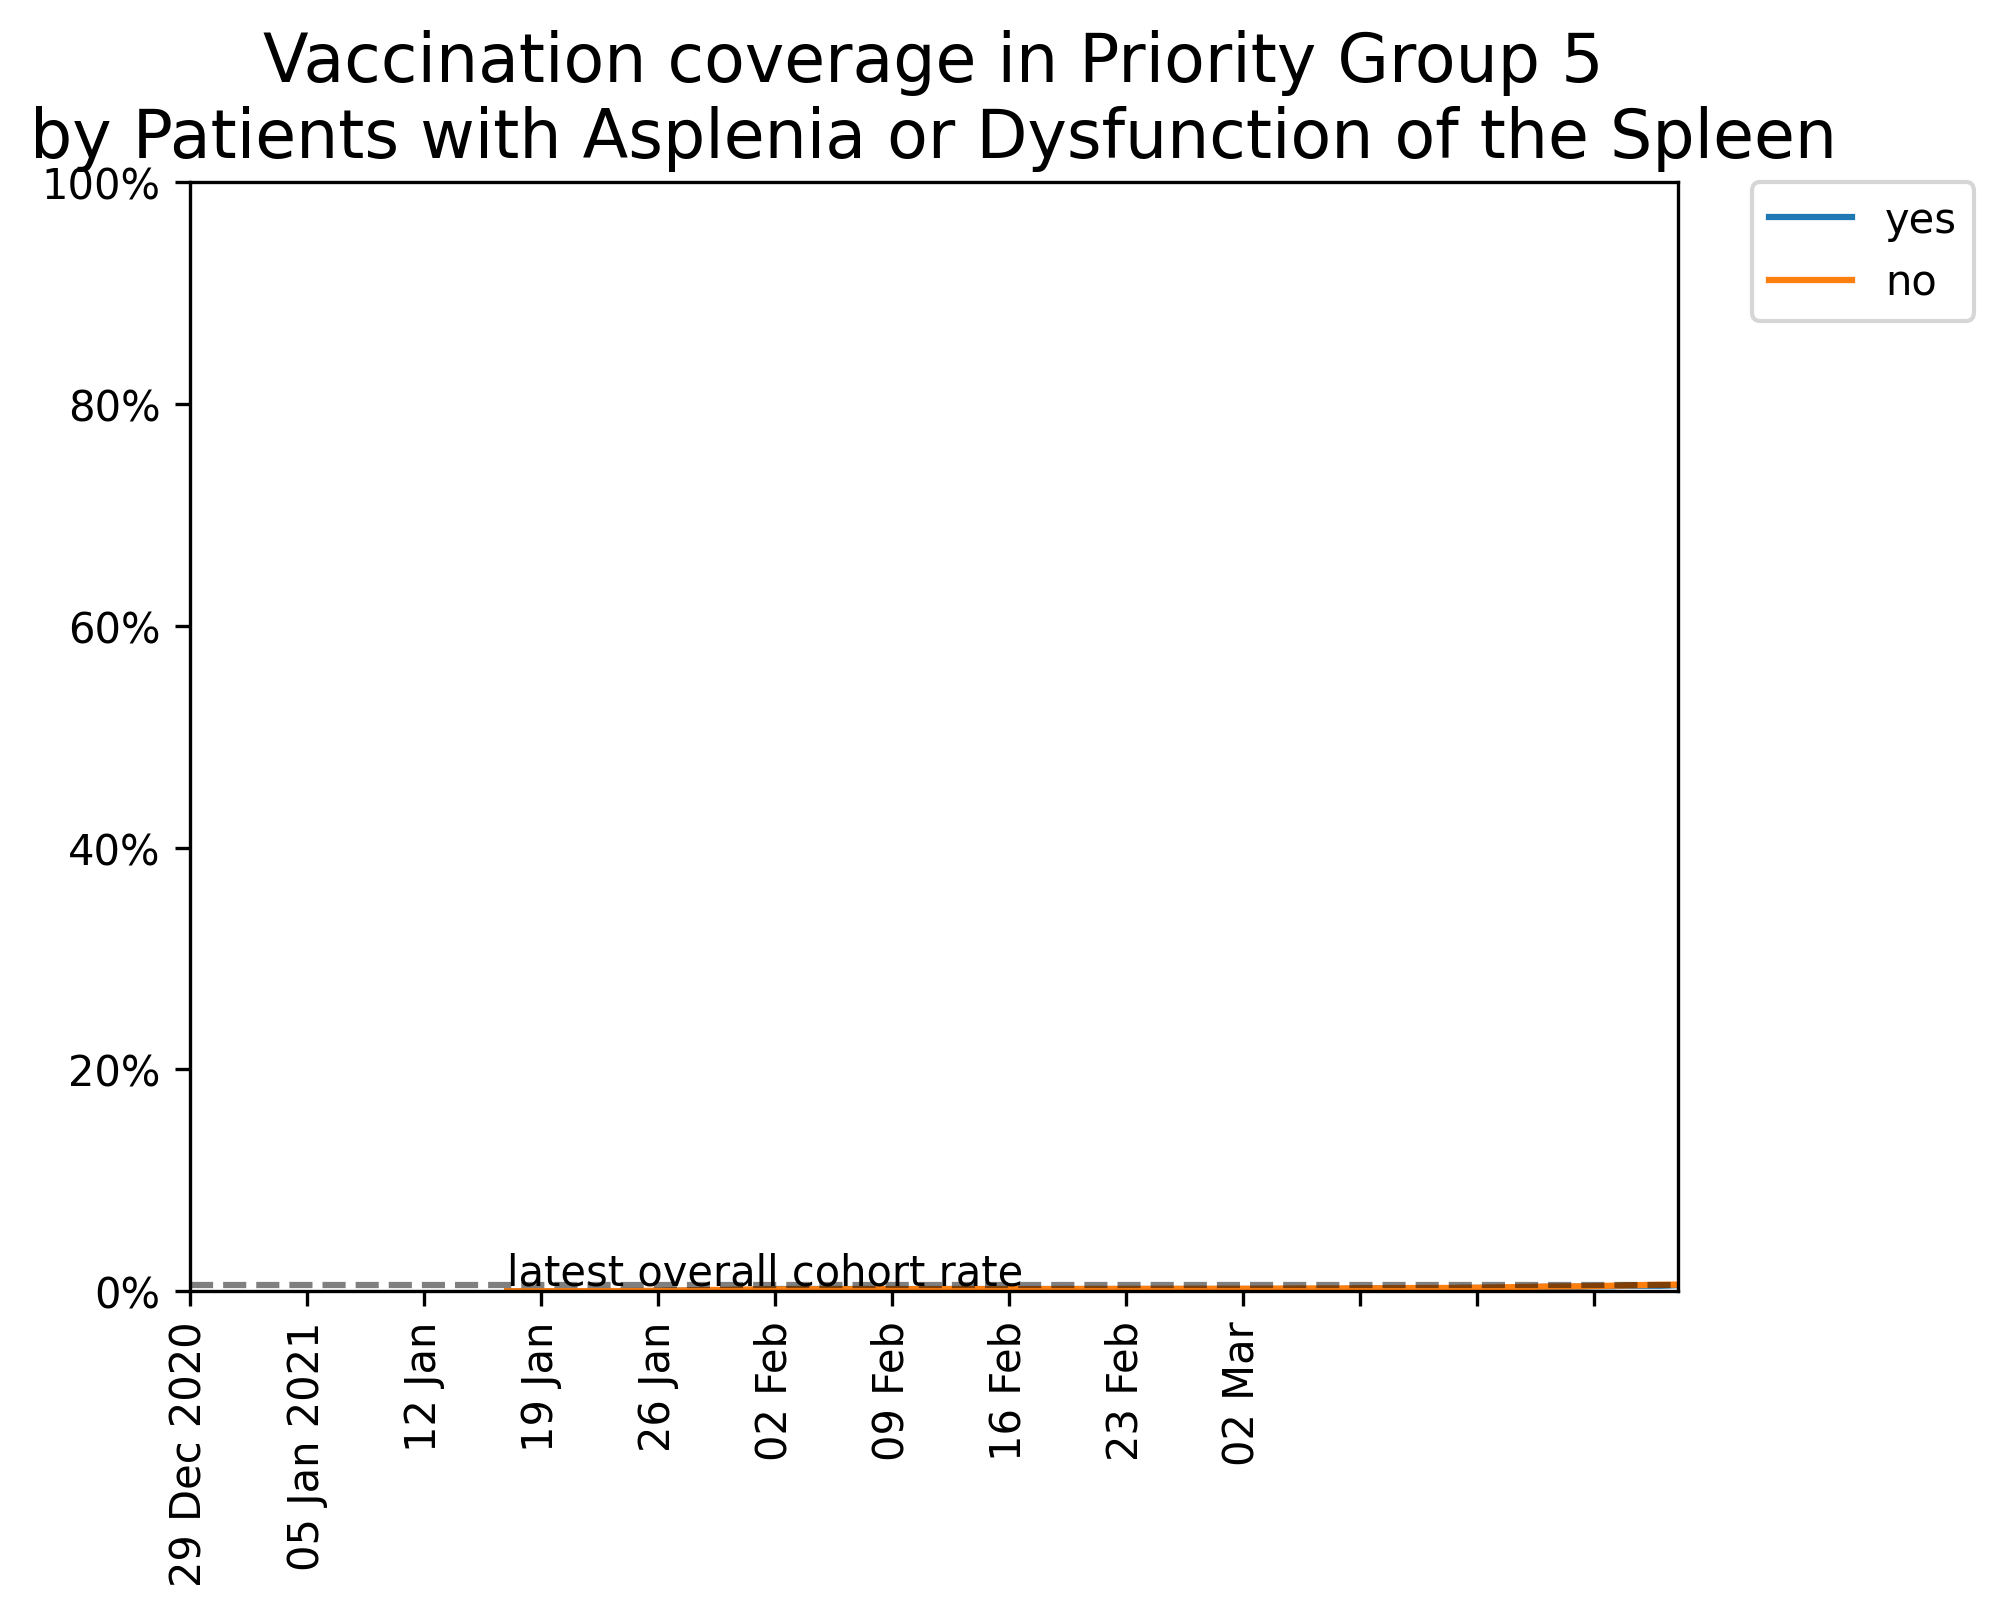 Vaccination coverage in Priority Group 5
by Patients with Asplenia or Dysfunction of the Spleen
100%
80%
60%
40%
20%
0%
yes
no
latest overall cohort rate
29 Dec 2020
05 Jan 2021
12 Jan
19 Jan
26 Jan
02 Feb
09 Feb
16 Feb
23 Feb
02 Mar